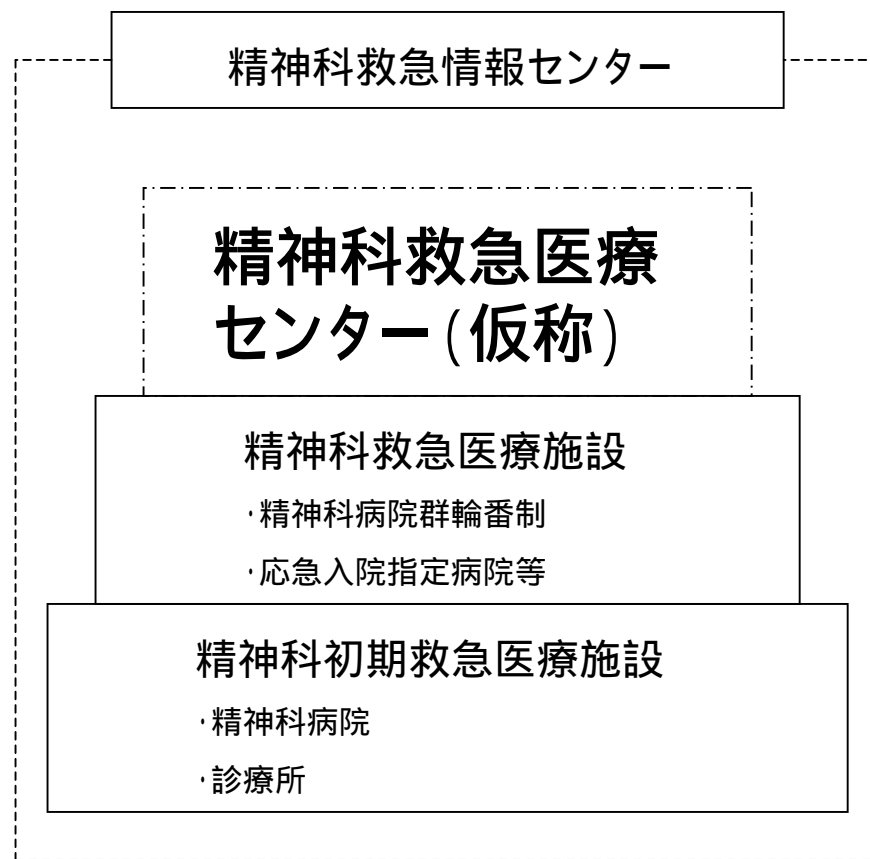 精神科救急情報センター
精神科救急医療
センター(仮称)
精神科救急医療施設
·精神科病院群輪番制
·応急入院指定病院等
精神科初期救急医療施設
·精神科病院
·診療所